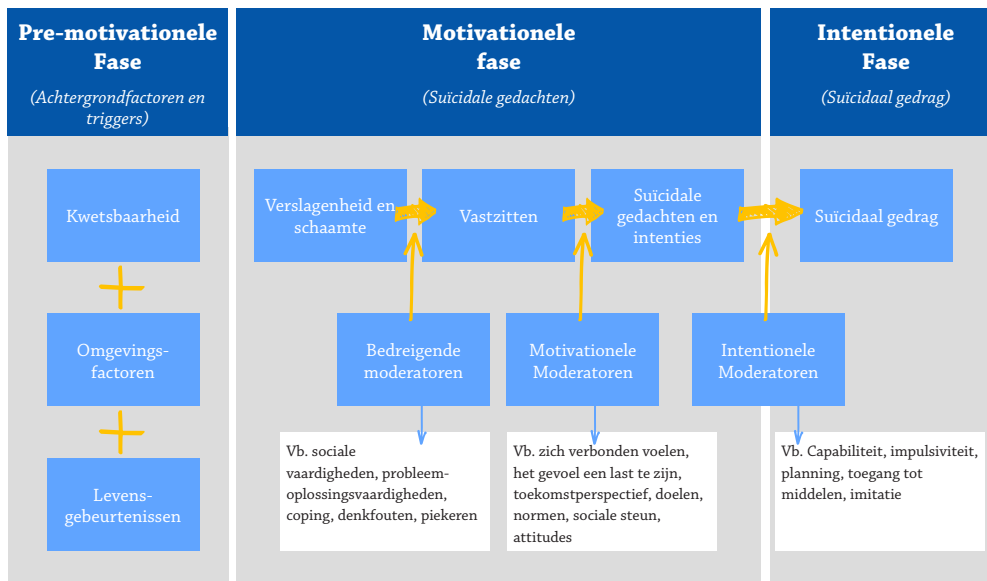 Pre-motivationele
Fase
(Achtergrondfactoren en
triggers)
Motivationele
fase
(Suïcidale gedachten)
Intentionele
Fase
(Suïcidaal gedrag)
Kwetsbaarheid
Omgevings-
factoren
Levens-
gebeurtenissen
Verslagenheid en
schaamte
Vastzitten
Suïcidale
gedachten en
intenties
Suïcidaal gedrag
Bedreigende
moderatoren
Motivationele
Moderatoren
Intentionele
Moderatoren
Vb. sociale
vaardigheden, probleem-
oplossingsvaardigheden,
coping, denkfouten, piekeren
Vb. zich verbonden voelen,
het gevoel een last te zijn,
toekomstperspectief, doelen,
normen, sociale steun,
attitudes
Vb. Capabiliteit, impulsiviteit,
planning, toegang tot
middelen, imitatie